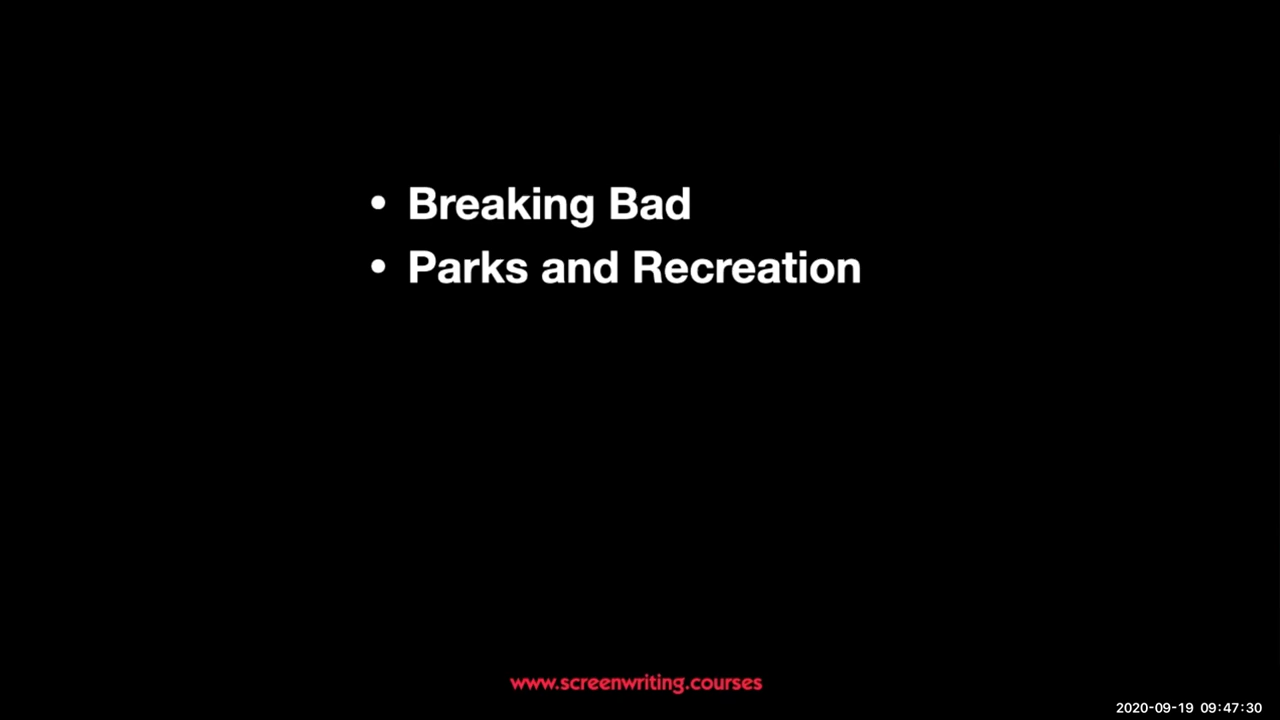 • Breaking Bad
• Parks and Recreation
www.screenwriting.courses
2020-09-19 09:47:30